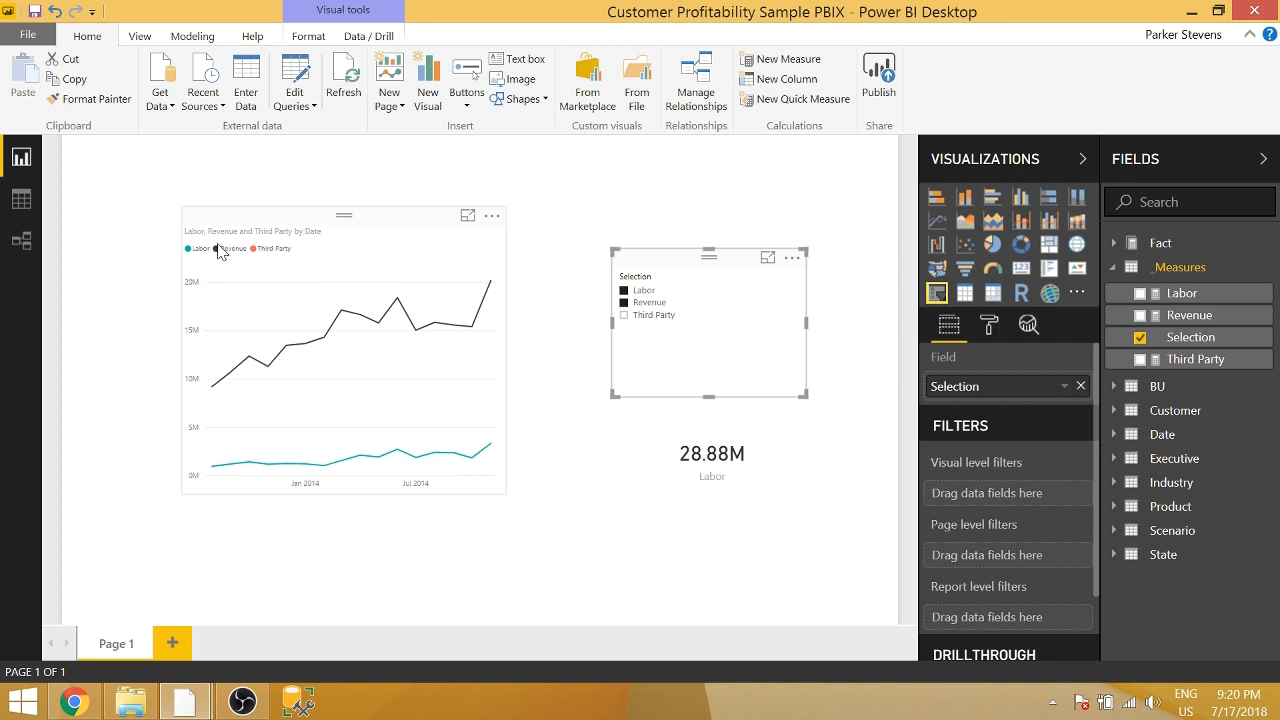 Visual tools
Customer Profitability Sample PBIX - Power BI Desktop
File
Home
View
Modeling
Help
Format
Data / Drill
Parker Stevens
Paste
Cut
Copy
Format Painter
Get Data
Recent Sources
Enter Data
Edit Queries
Refresh
New Page
New Visual
Buttons
Text box
Image
Shapes
From Marketplace
From File
Manage Relationships
New Measure
New Column
New Quick Measure
Publish
Clipboard
External data
Insert
Custom visuals
Relationships
Calculations
Share
Labor, Revenue and Third Party by Date
Labor Revenue Third Party
20M
15M
10M
5M
0M
Jan 2014
Jul 2014
Selection
Labor
Revenue
Third Party
28.88M
Labor
VISUALIZATIONS
Field
Selection
FILTERS
Visual level filters
Drag data fields here
Page level filters
Drag data fields here
Report level filters
Drag data fields here
DRILLTHROUGH
FIELDS
Search
Fact
_Measures
Labor
Revenue
Selection
Third Party
BU
Customer
Date
Executive
Industry
Product
Scenario
State
Page 1
PAGE 1 OF 1
ENG
US
9:20 PM
7/17/2018